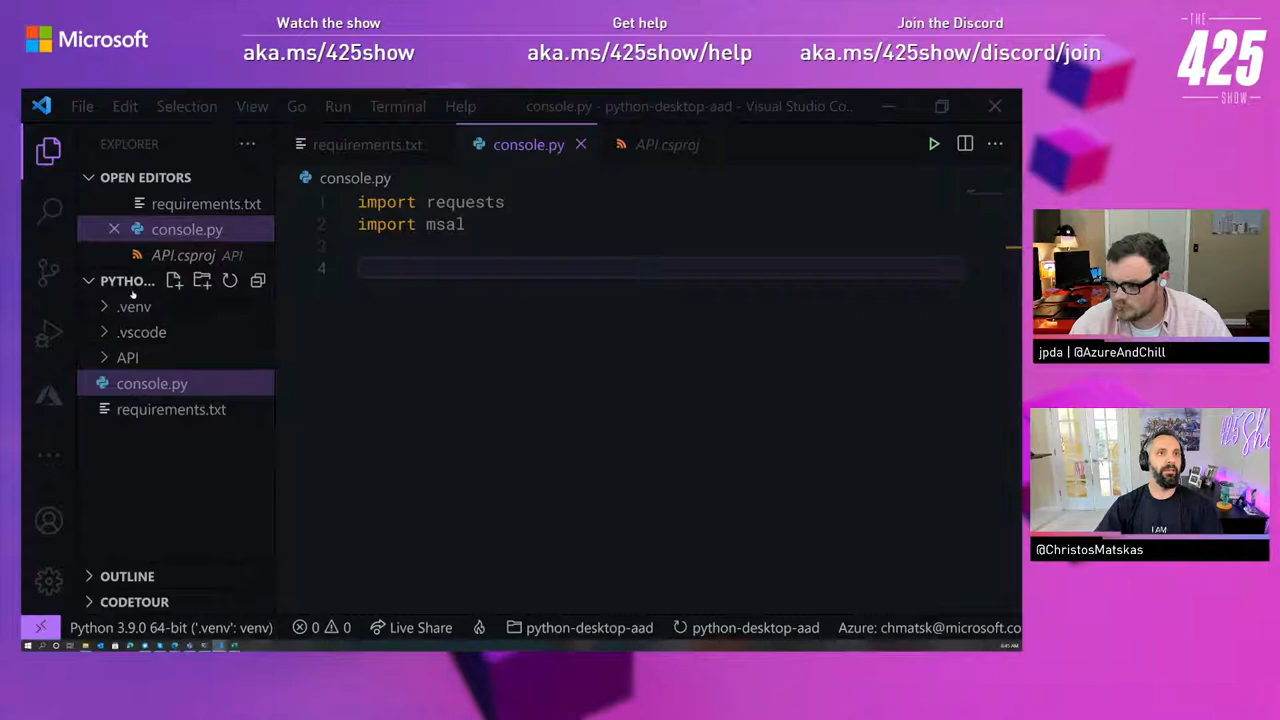 Microsoft
Watch the show
aka.ms/425show
Get help
aka.ms/425show/help
Join the Discord
aka.ms/425show/discord/join
THE
425
SHOW
File Edit Selection View Go Run Terminal Help
console.py - python-desktop-aad - Visual Studio Co...
EXPLORER
OPEN EDITORS
requirements.txt
console.py
API.csproj API
PYTHO...
.venv
.vscode
API
console.py
requirements.txt
OUTLINE
CODETOUR
requirements.txt
console.py
API.csproj
console.py
1 import requests
2 import msal
3
4
Python 3.9.0 64-bit ('.venv': venv) 0 0 Live Share python-desktop-aad python-desktop-aad Azure: chmatsk@microsoft.co
jpda | @AzureAndChill
I AM
@ChristosMatskas